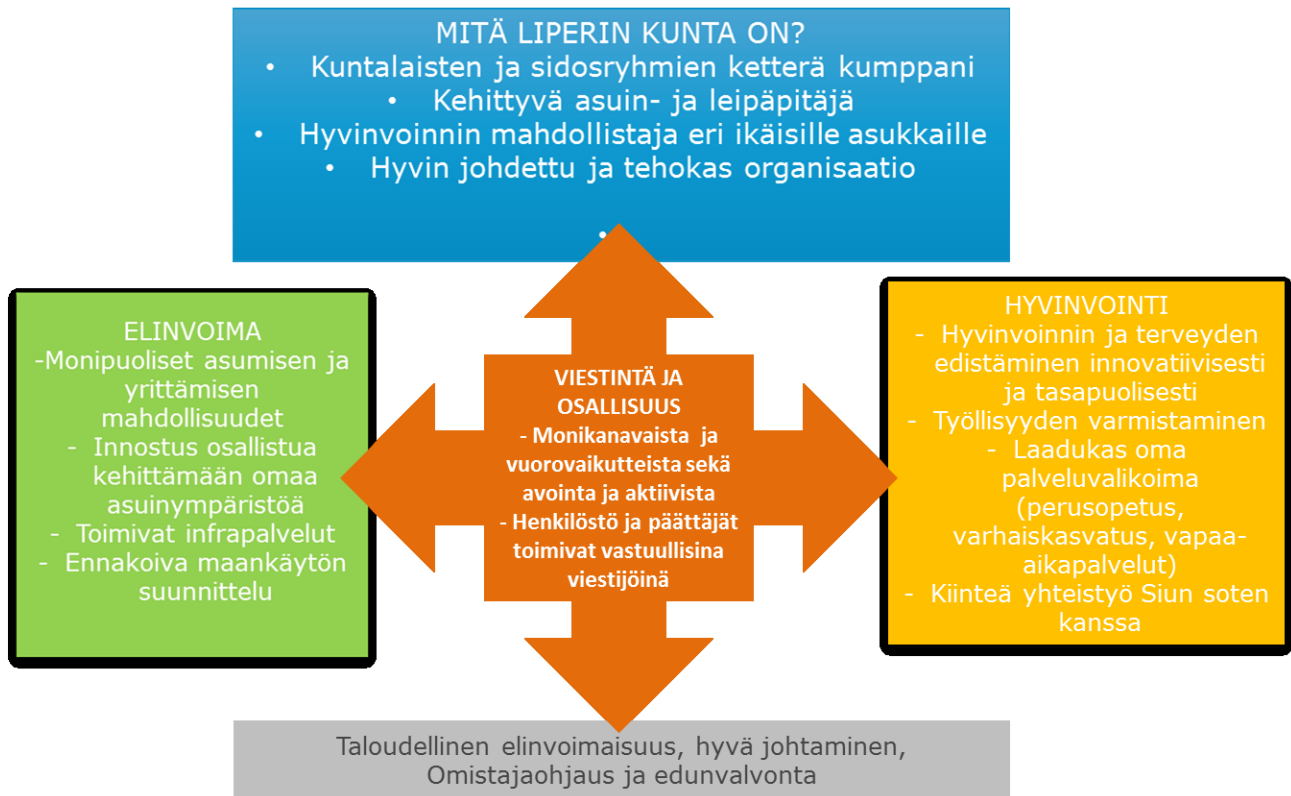 MITÄ LIPERIN KUNTA ON?
• Kuntalaisten ja sidosryhmien ketterä kumppani
• Kehittyvä asuin- ja leipäpitäjä
• Hyvinvoinnin mahdollistaja eri ikäisille asukkaille
• Hyvin johdettu ja tehokas organisaatio
•
ELINVOIMA
-Monipuoliset asumisen ja
yrittämisen
mahdollisuudet
- Innostus osallistua
kehittämään omaa
asuinympäristöä
- Toimivat infrapalvelut
- Ennakoiva maankäytön
suunnittelu
VIESTINTÄ JA
OSALLISUUS
- Monikanavaista ja
vuorovaikutteista sekä
avointa ja aktiivista
- Henkilöstö ja päättäjät
toimivat vastuullisina
viestijöinä
HYVINVOINTI
- Hyvinvoinnin ja terveyden
edistäminen innovatiivisesti
ja tasapuolisesti
- Työllisyyden varmistaminen
- Laadukas oma
palveluvalikoima
(perusopetus,
varhaiskasvatus, vapaa-
aikapalvelut)
- Kiinteä yhteistyö Siun soten
kanssa
Taloudellinen elinvoimaisuus, hyvä johtaminen,
Omistajaohjaus ja edunvalvonta